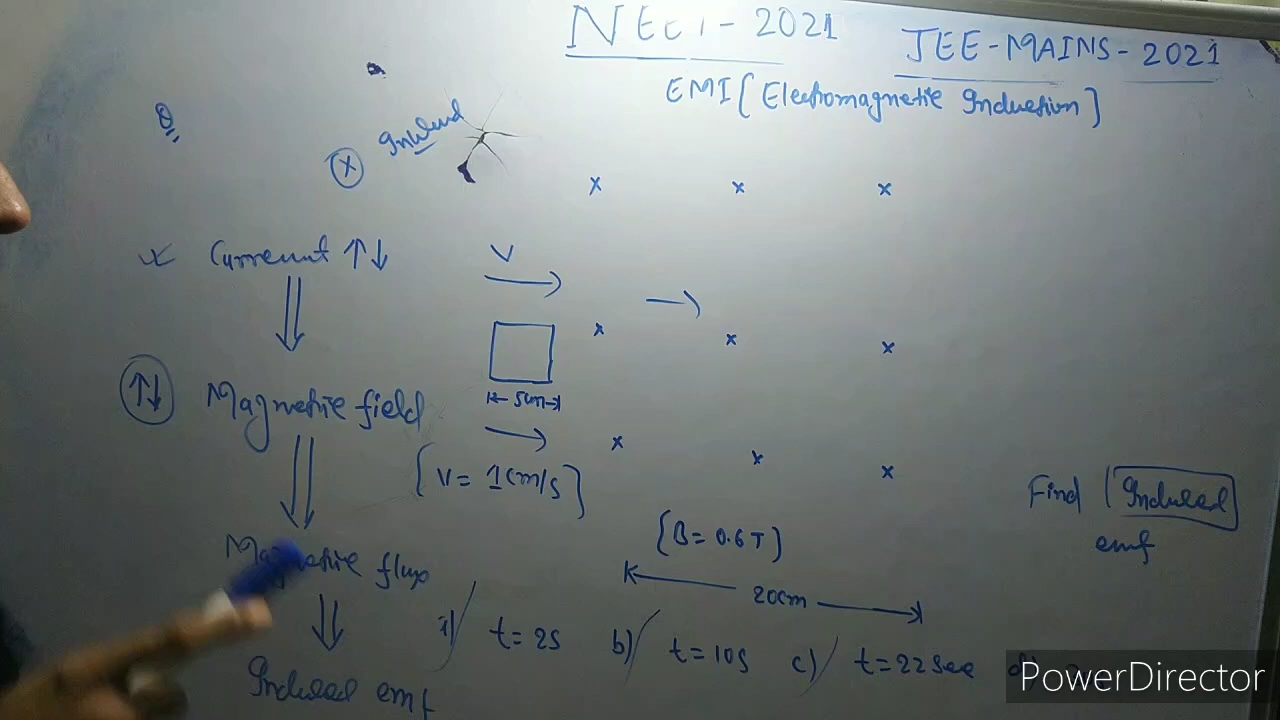 NEET - 2021
JEE-MAINS-2021
EMI [Electromagnetic Induction]
Q
(x) Induced
x x x
Current ↑↓
V
→ →
x x x
↑↓ Magnetic field
5cm
x x x
[V= 1cm/s]
Find Induced
emf
[B= 0.6T]
Magnetic flux
20cm
i) t= 2s b) t= 10s c) t= 22sec
Induced emf
PowerDirector